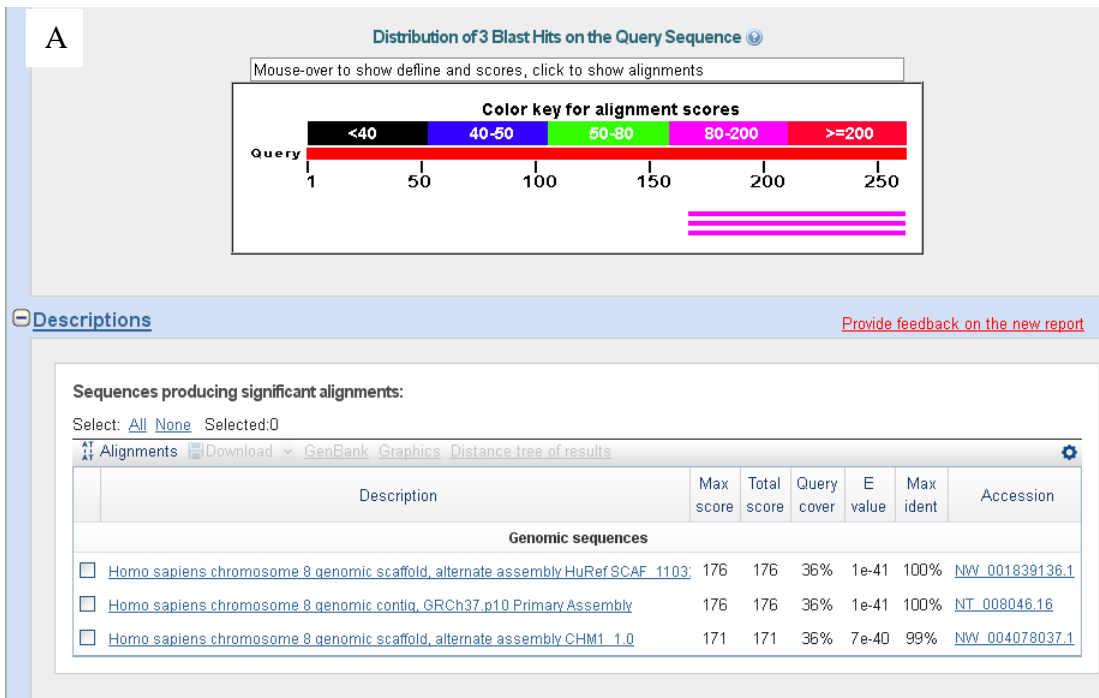 A
Distribution of 3 Blast Hits on the Query Sequence
Mouse-over to show defline and scores, click to show alignments
Color key for alignment scores
<40 40-50 50-80 80-200 >=200
Query
1 50 100 150 200 250
Descriptions
Provide feedback on the new report
Sequences producing significant alignments:
Select: All None Selected:0
Alignments Download GenBank Graphics Distance tree of results
Description Max score Total score Query cover E value Max ident Accession
Genomic sequences
Homo sapiens chromosome 8 genomic scaffold, alternate assembly HuRef SCAF_1103 176 176 36% 1e-41 100% NW_001839136.1
Homo sapiens chromosome 8 genomic contig, GRCh37.p10 Primary Assembly 176 176 36% 1e-41 100% NT_008046.16
Homo sapiens chromosome 8 genomic scaffold, alternate assembly CHM1_1.0 171 171 36% 7e-40 99% NW_004078037.1